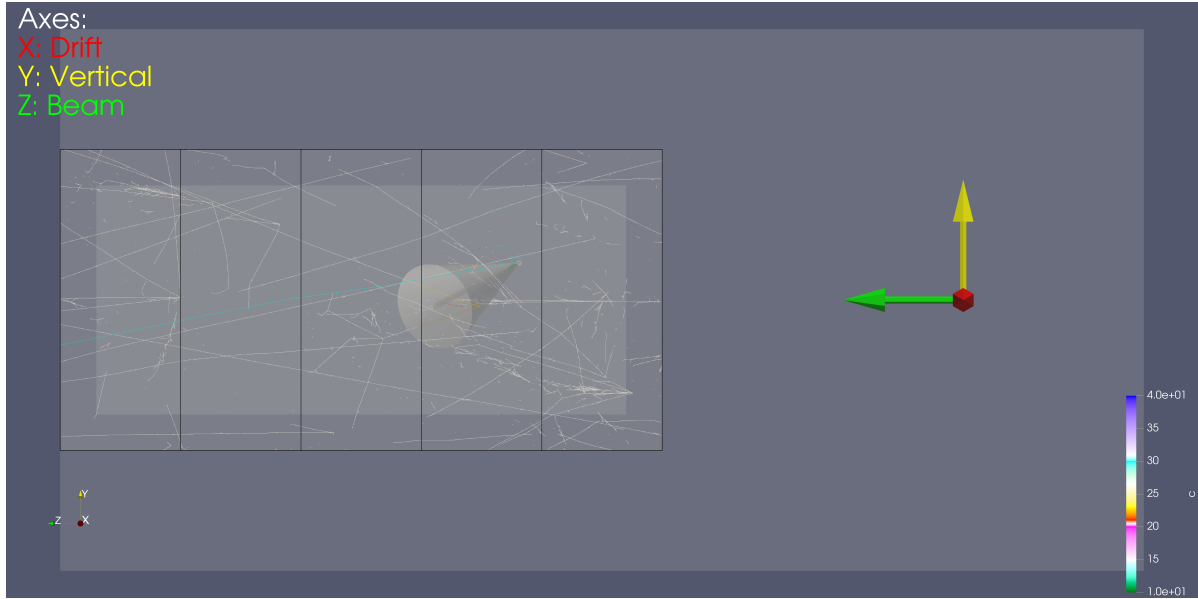 Axes:
X: Drift
Y: Vertical
Z: Beam
4.0e+01
35
30
25
c
20
15
1.0e+01
Y
Z
X